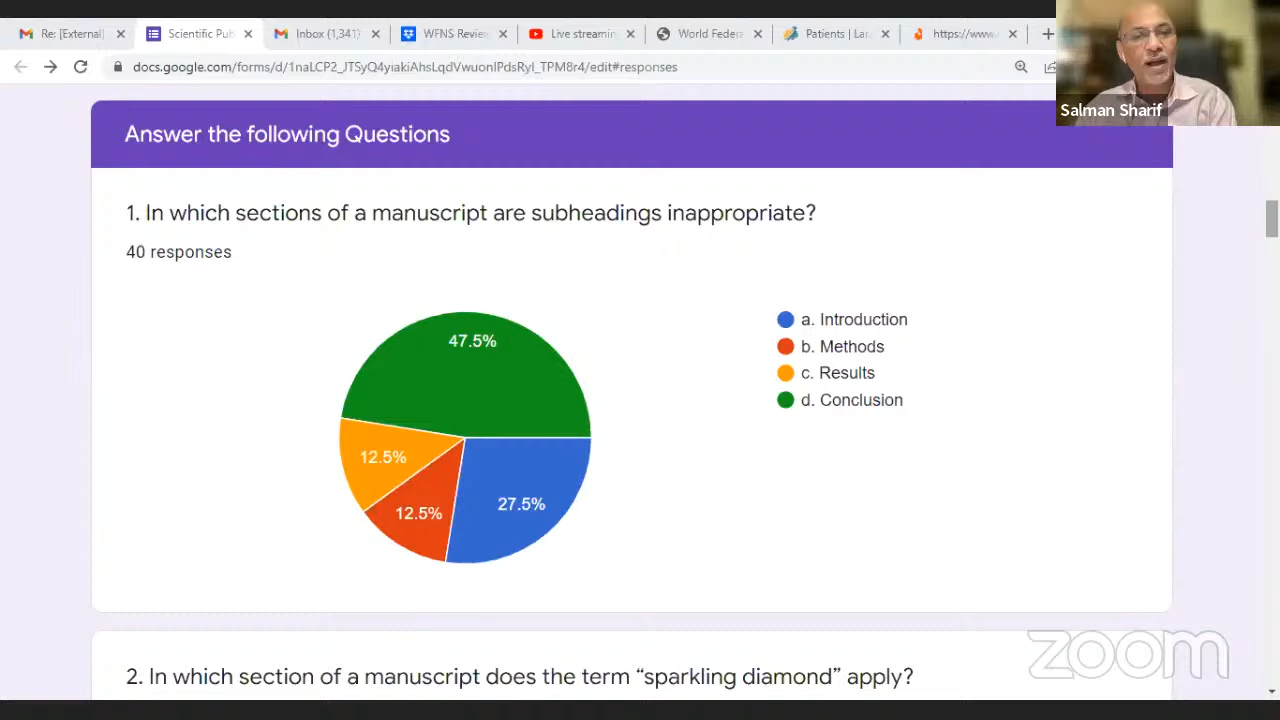 Re: [External]
Scientific Pub
Inbox (1,341)
WFNS Review
Live streaming
World Federa
Patients | Lar
https://www.
docs.google.com/forms/d/1naLCP2_JTSyQ4yiakiAhsLqdVwuonlPdsRyl_TPM8r4/edit#responses
Salman Sharif
Answer the following Questions
1. In which sections of a manuscript are subheadings inappropriate?
40 responses
47.5%
12.5%
12.5%
27.5%
a. Introduction
b. Methods
c. Results
d. Conclusion
zoom
2. In which section of a manuscript does the term “sparkling diamond” apply?